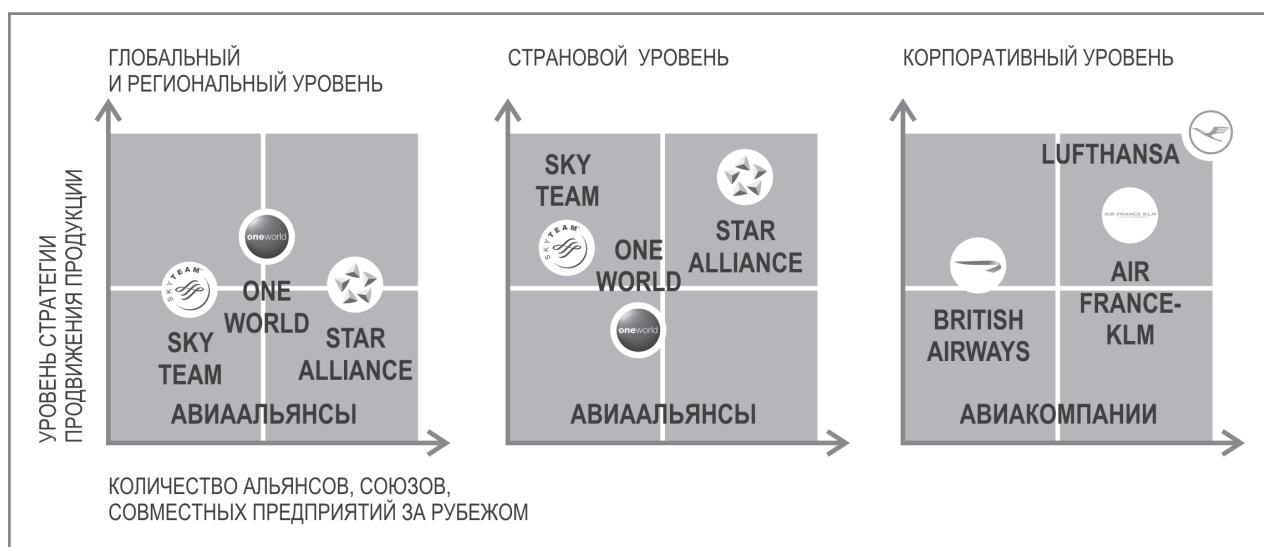 ГЛОБАЛЬНЫЙ
И РЕГИОНАЛЬНЫЙ УРОВЕНЬ
УРОВЕНЬ СТРАТЕГИИ
ПРОДВИЖЕНИЯ ПРОДУКЦИИ
oneworld
SKYTEAM
ONE
WORLD
SKY
TEAM
STAR
ALLIANCE
АВИААЛЬЯНСЫ
КОЛИЧЕСТВО АЛЬЯНСОВ, СОЮЗОВ,
СОВМЕСТНЫХ ПРЕДПРИЯТИЙ ЗА РУБЕЖОМ
СТРАНОВОЙ УРОВЕНЬ
SKY
TEAM
SKYTEAM
STAR
ALLIANCE
ONE
WORLD
oneworld
АВИААЛЬЯНСЫ
КОРПОРАТИВНЫЙ УРОВЕНЬ
LUFTHANSA
AIR FRANCE KLM
AIR
FRANCE-
KLM
BRITISH
AIRWAYS
АВИАКОМПАНИИ